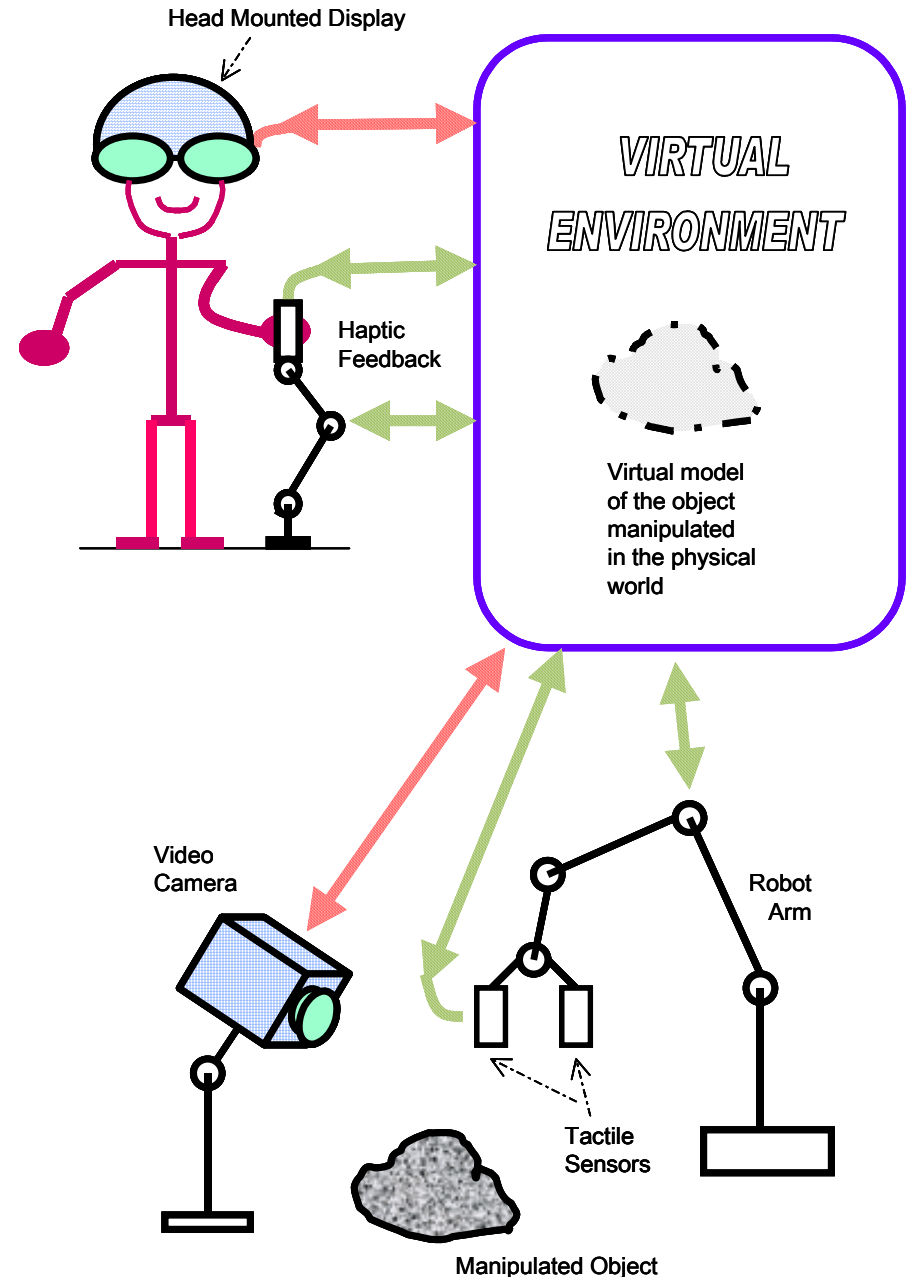 Head Mounted Display
VIRTUAL
ENVIRONMENT
Haptic
Feedback
Virtual model
of the object
manipulated
in the physical
world
Video
Camera
Robot
Arm
Tactile
Sensors
Manipulated Object